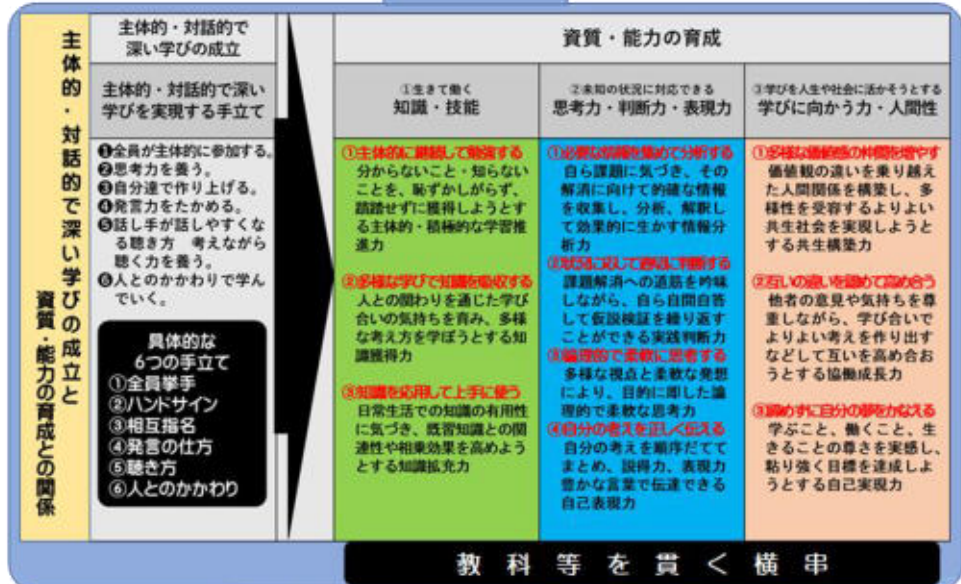 主体的・対話的で深い学びの成立と
資質・能力の育成との関係
主体的・対話的で
深い学びの成立
主体的・対話的で深い
学びを実現する手立て
❶全員が主体的に参加する。
❷思考力を養う。
❸自分達で作り上げる。
❹発言力をたかめる。
❺話し手が話しやすくな
る聴き方 考えながら
聴く力を養う。
❻人とのかかわりで学ん
でいく。
具体的な
6つの手立て
①全員挙手
②ハンドサイン
③相互指名
④発言の仕方
⑤聴き方
⑥人とのかかわり
資質・能力の育成
①生きて働く
知識・技能
①主体的に継続して勉強する
分からないこと・知らない
ことを、恥ずかしがらず、
躊躇せずに獲得しようとす
る主体的・積極的な学習推
進力
②多様な学びで知識を吸収する
人との関わりを通じた学び
合いの気持ちを育み、多様
な考え方を学ぼうとする知
識獲得力
③知識を応用して上手に使う
日常生活での知識の有用性
に気づき、既習知識との関
連性や相乗効果を高めよう
とする知識拡充力
②未知の状況に対応できる
思考力・判断力・表現力
①必要な情報を集めて分析する
自ら課題に気づき、その
解消に向けて的確な情報
を収集し、分析、解釈し
て効果的に生かす情報分
析力
②状況に応じて適切に判断する
課題解消への道筋を吟味
しながら、自ら自問自答
して仮説検証を繰り返す
ことができる実践判断力
③論理的で柔軟に思考する
多様な視点と柔軟な発想
により、目的に即した論
理的で柔軟な思考力
④自分の考えを正しく伝える
自分の考えを順序だてて
まとめ、説得力、表現力
豊かな言葉で伝達できる
自己表現力
③学びを人生や社会に活かそうとする
学びに向かう力・人間性
①多様な価値感の仲間を増やす
価値観の違いを乗り越え
た人間関係を構築し、多
様性を受容するよりよい
共生社会を実現しようと
する共生構築力
②互いの違いを認めて高め合う
他者の意見や気持ちを尊
重しながら、学び合いで
よりよい考えを作り出す
などして互いを高め合お
うとする協働成長力
③諦めずに自分の夢をかなえる
学ぶこと、働くこと、生
きることの尊さを実感し、
粘り強く目標を達成しよ
うとする自己実現力
教科等を貫く横串